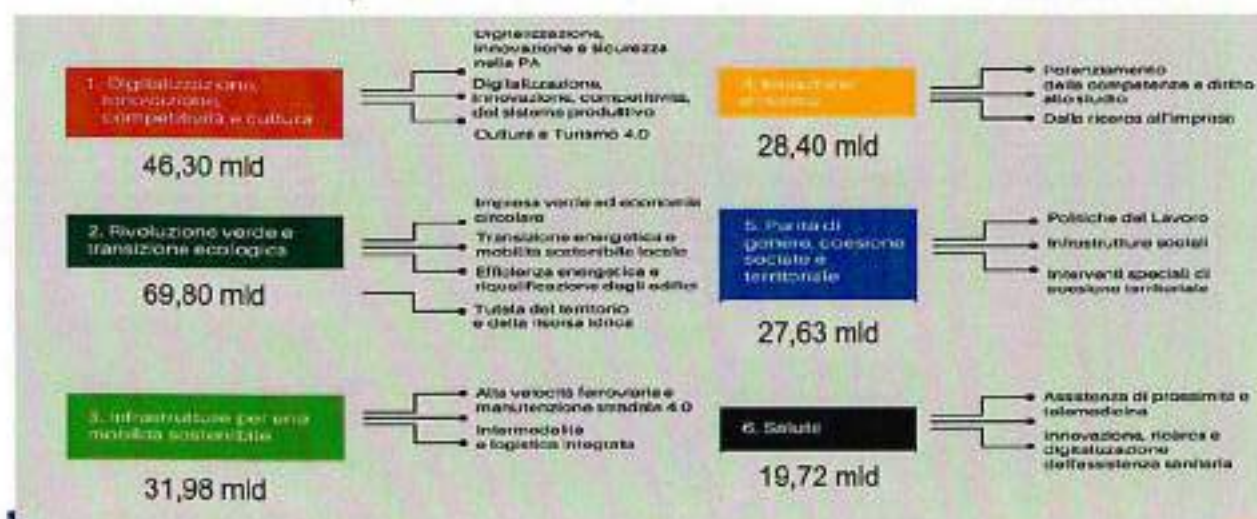 1. Digitalizzazione,
innovazione,
competitività e cultura
46,30 mld
Digitalizzazione,
innovazione e sicurezza
nella PA
Digitalizzazione,
innovazione, competitività,
del sistema produttivo
Cultura e Turismo 4.0
2. Rivoluzione verde e
transizione ecologica
69,80 mld
Impresa verde ed economia
circolare
Transizione energetica e
mobilità sostenibile locale
Efficienza energetica e
riqualificazione degli edifici
Tutela del territorio
e della risorsa idrica
3. Infrastrutture per una
mobilità sostenibile
31,98 mld
Alta velocità ferroviaria e
manutenzione stradale 4.0
Intermodalità
e logistica integrata
4. Istruzione
e ricerca
28,40 mld
Potenziamento
della competenze e diritto
allo studio
Dalla ricerca all'impresa
5. Parità di
genere, coesione
sociale e
territoriale
27,63 mld
Politiche del Lavoro
Infrastrutture sociali
Interventi speciali di
coesione territoriale
6. Salute
19,72 mld
Assistenza di prossimità e
telemedicina
Innovazione, ricerca e
digitalizzazione
dell'assistenza sanitaria